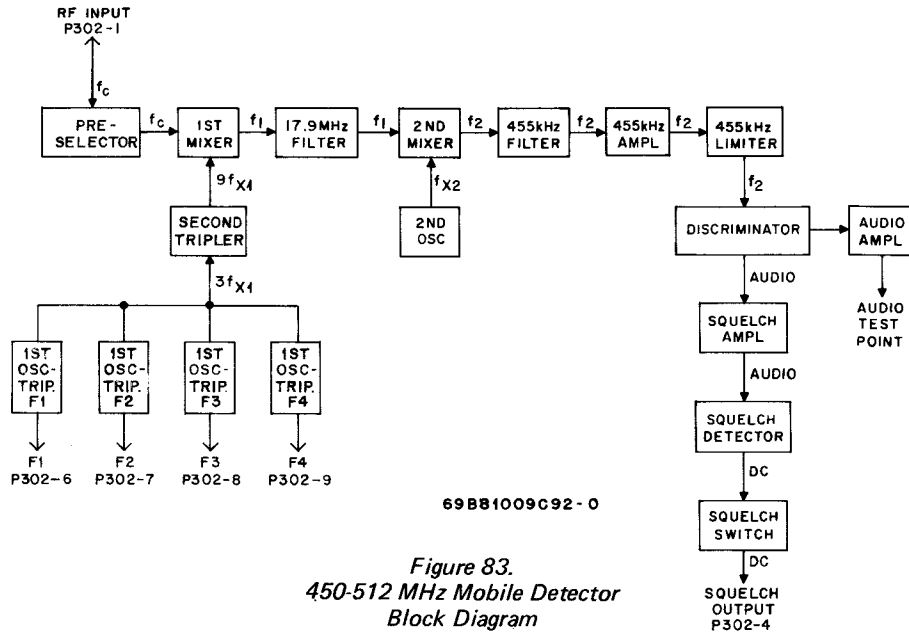 RF INPUT
P302-1
fc
PRE-
SELECTOR
fc
1ST
MIXER
f1
17.9MHz
FILTER
f1
2ND
MIXER
f2
455kHz
FILTER
f2
455kHz
AMPL
f2
455kHz
LIMITER
9fX1
fX2
f2
SECOND
TRIPLER
2ND
OSC
DISCRIMINATOR
AUDIO
AMPL
3fX1
AUDIO
AUDIO
TEST
POINT
SQUELCH
AMPL
1ST
OSC-
TRIP.
F1
1ST
OSC-
TRIP.
F2
1ST
OSC-
TRIP.
F3
1ST
OSC-
TRIP.
F4
AUDIO
SQUELCH
DETECTOR
F1
P302-6
F2
P302-7
F3
P302-8
F4
P302-9
DC
69B81009C92-0
SQUELCH
SWITCH
DC
SQUELCH
OUTPUT
P302-4
Figure 83.
450-512 MHz Mobile Detector
Block Diagram